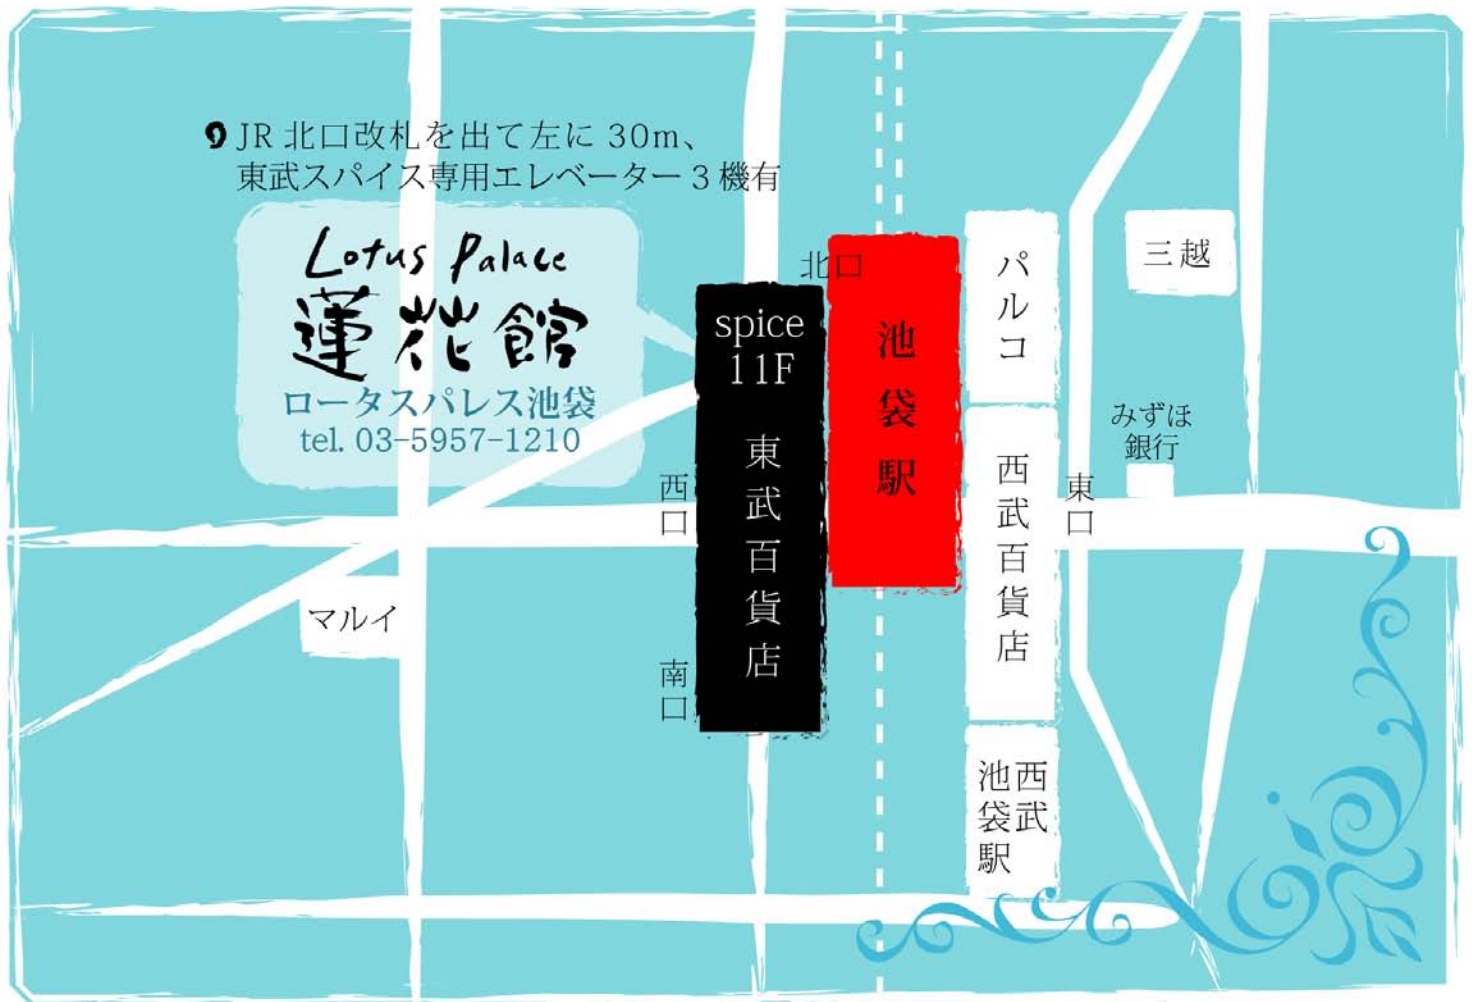 JR 北口改札を出て左に 30m、
東武スパイス専用エレベーター 3 機有
Lotus Palace
蓮花館
ロータスパレス池袋
tel. 03-5957-1210
北口
spice
11F
東武百貨店
池袋駅
パルコ
三越
みずほ
銀行
西武百貨店
東口
西口
マルイ
南口
西武
池袋駅